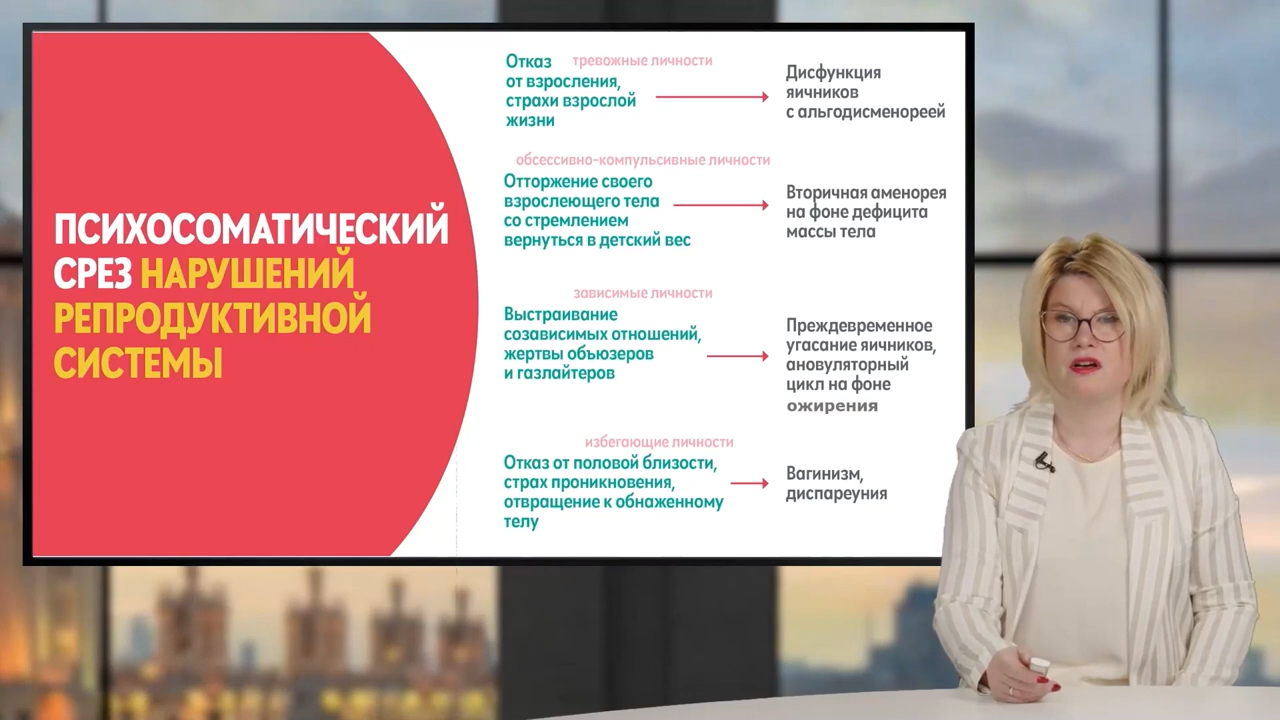 ПСИХОСОМАТИЧЕСКИЙ
СРЕЗ НАРУШЕНИЙ
РЕПРОДУКТИВНОЙ
СИСТЕМЫ
тревожные личности
Отказ
от взросления,
страхи взрослой
жизни
Дисфункция
яичников
с альгодисменореей
обсессивно-компульсивные личности
Отторжение своего
взрослеющего тела
со стремлением
вернуться в детский вес
Вторичная аменорея
на фоне дефицита
массы тела
зависимые личности
Выстраивание
созависимых отношений,
жертвы объюзеров
и газлайтеров
Преждевременное
угасание яичников,
ановуляторный
цикл на фоне
ожирения
избегающие личности
Отказ от половой близости,
страх проникновения,
отвращение к обнаженному
телу
Вагинизм,
диспареуния